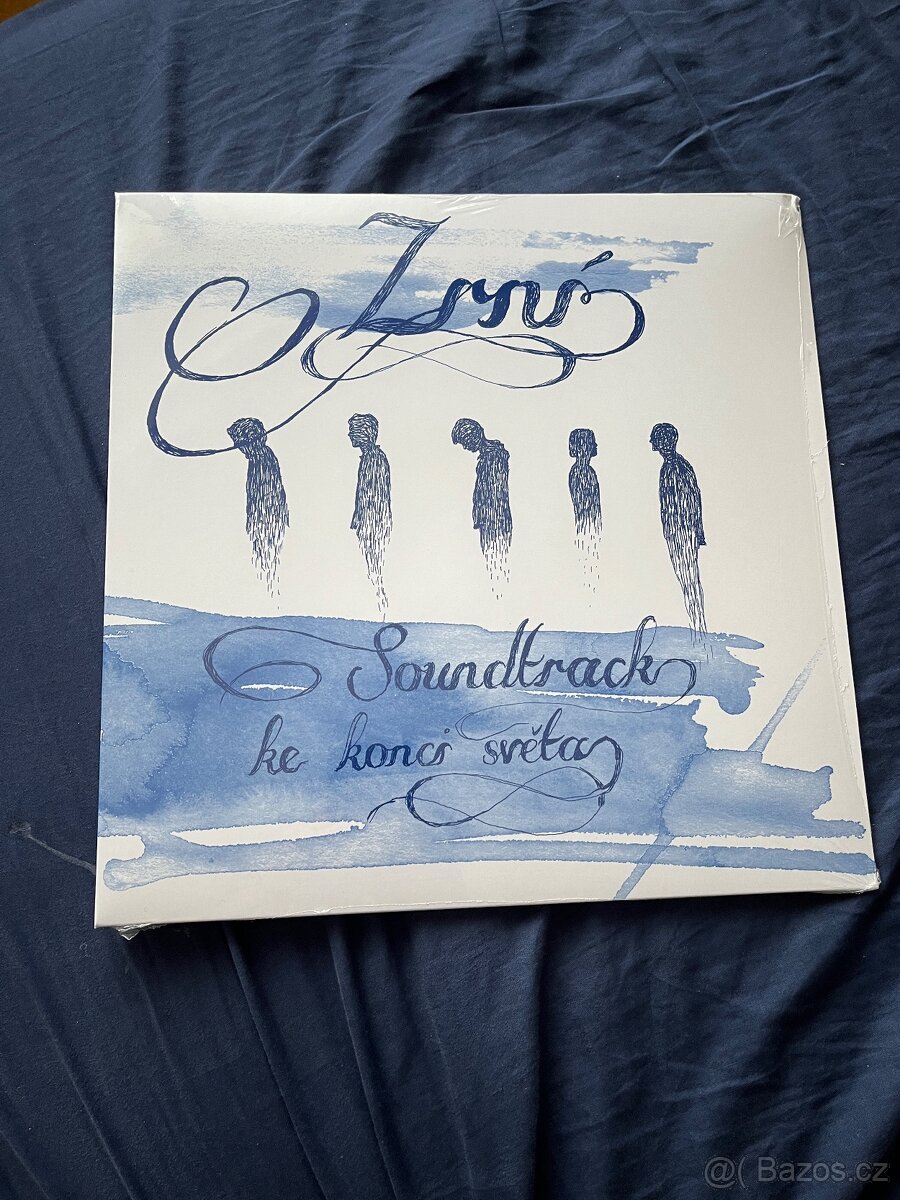 Zrní
Soundtrack
ke konci světa
@( Bazos.cz